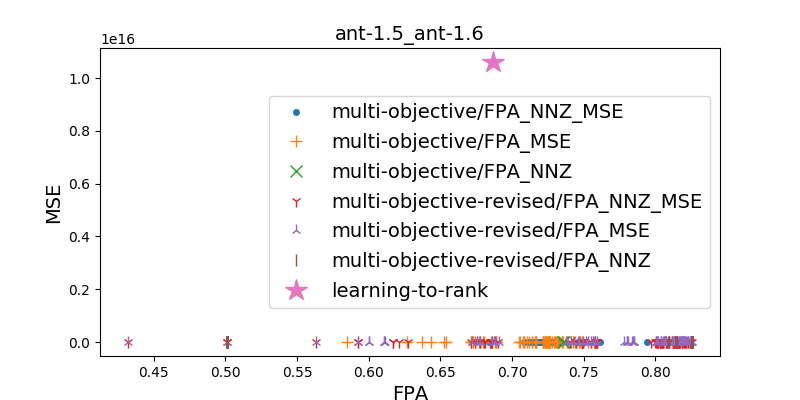 ant-1.5_ant-1.6
1e16
1.0
0.8
0.6
0.4
0.2
0.0
MSE
multi-objective/FPA_NNZ_MSE
multi-objective/FPA_MSE
multi-objective/FPA_NNZ
multi-objective-revised/FPA_NNZ_MSE
multi-objective-revised/FPA_MSE
multi-objective-revised/FPA_NNZ
learning-to-rank
0.45 0.50 0.55 0.60 0.65 0.70 0.75 0.80
FPA